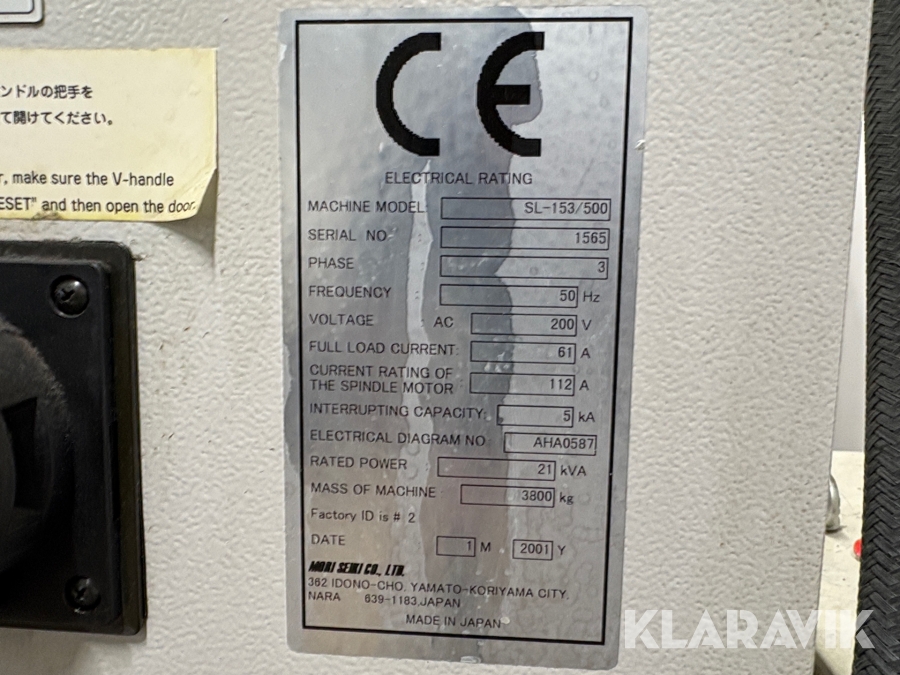 ンドルの把手を
て開けてください。
, make sure the V-handle
ESET" and then open the door.
CE
ELECTRICAL RATING
MACHINE MODEL SL-153/500
SERIAL NO 1565
PHASE 3
FREQUENCY 50 Hz
VOLTAGE AC 200 V
FULL LOAD CURRENT: 61 A
CURRENT RATING OF
THE SPINDLE MOTOR 112 A
INTERRUPTING CAPACITY: 5 kA
ELECTRICAL DIAGRAM NO AHA0587
RATED POWER 21 kVA
MASS OF MACHINE 3800 kg
Factory ID is # 2
DATE 1 M 2001 Y
MORI SEIKI CO., LTD.
362 IDONO-CHO, YAMATO-KORIYAMA CITY,
NARA 639-1183,JAPAN
MADE IN JAPAN
KLARAVIK